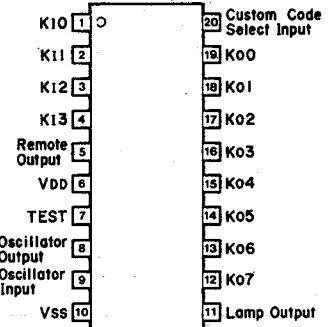 KI0 1
KI1 2
KI2 3
KI3 4
Remote
Output 5
VDD 6
TEST 7
Oscillator
Output 8
Oscillator
Input 9
VSS 10
20 Custom Code
Select Input
19 KO0
18 KO1
17 KO2
16 KO3
15 KO4
14 KO5
13 KO6
12 KO7
11 Lamp Output